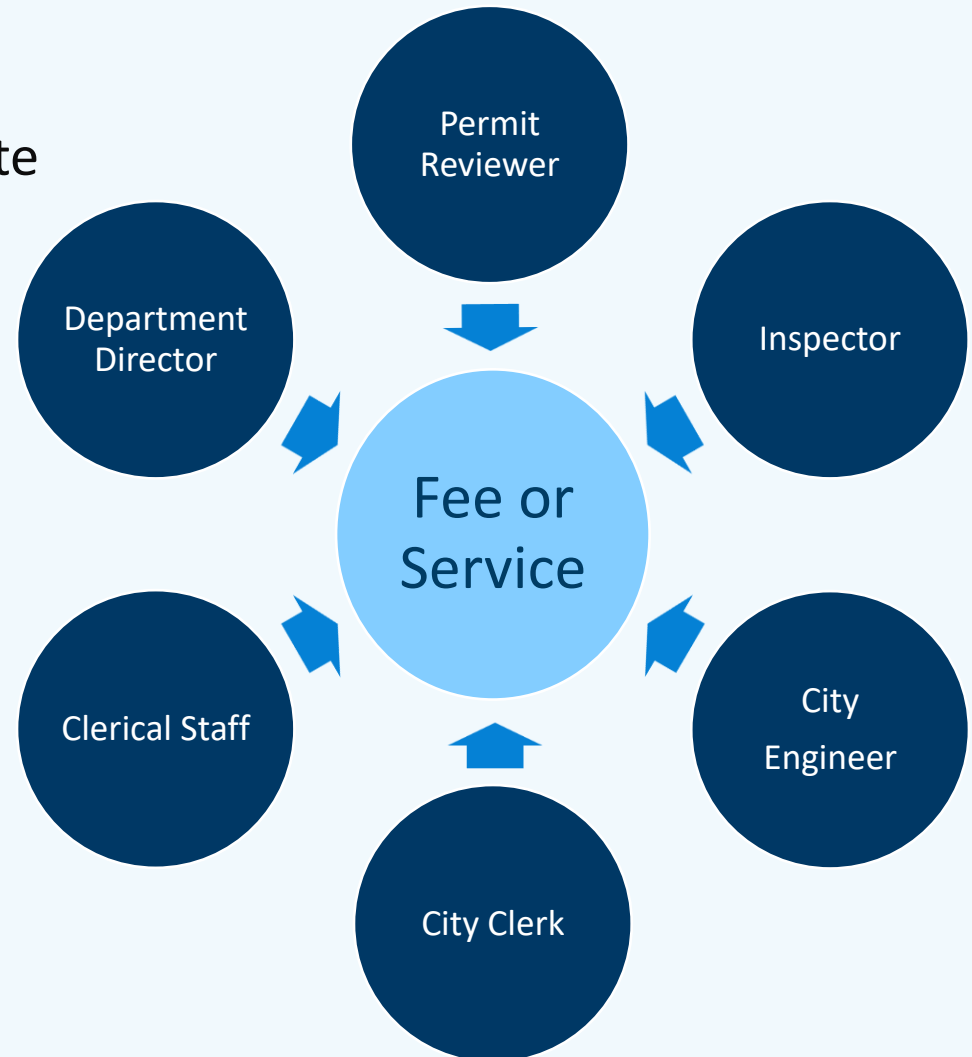 te
Permit
Reviewer
Department
Director
Inspector
Fee or
Service
Clerical Staff
City
Engineer
City Clerk